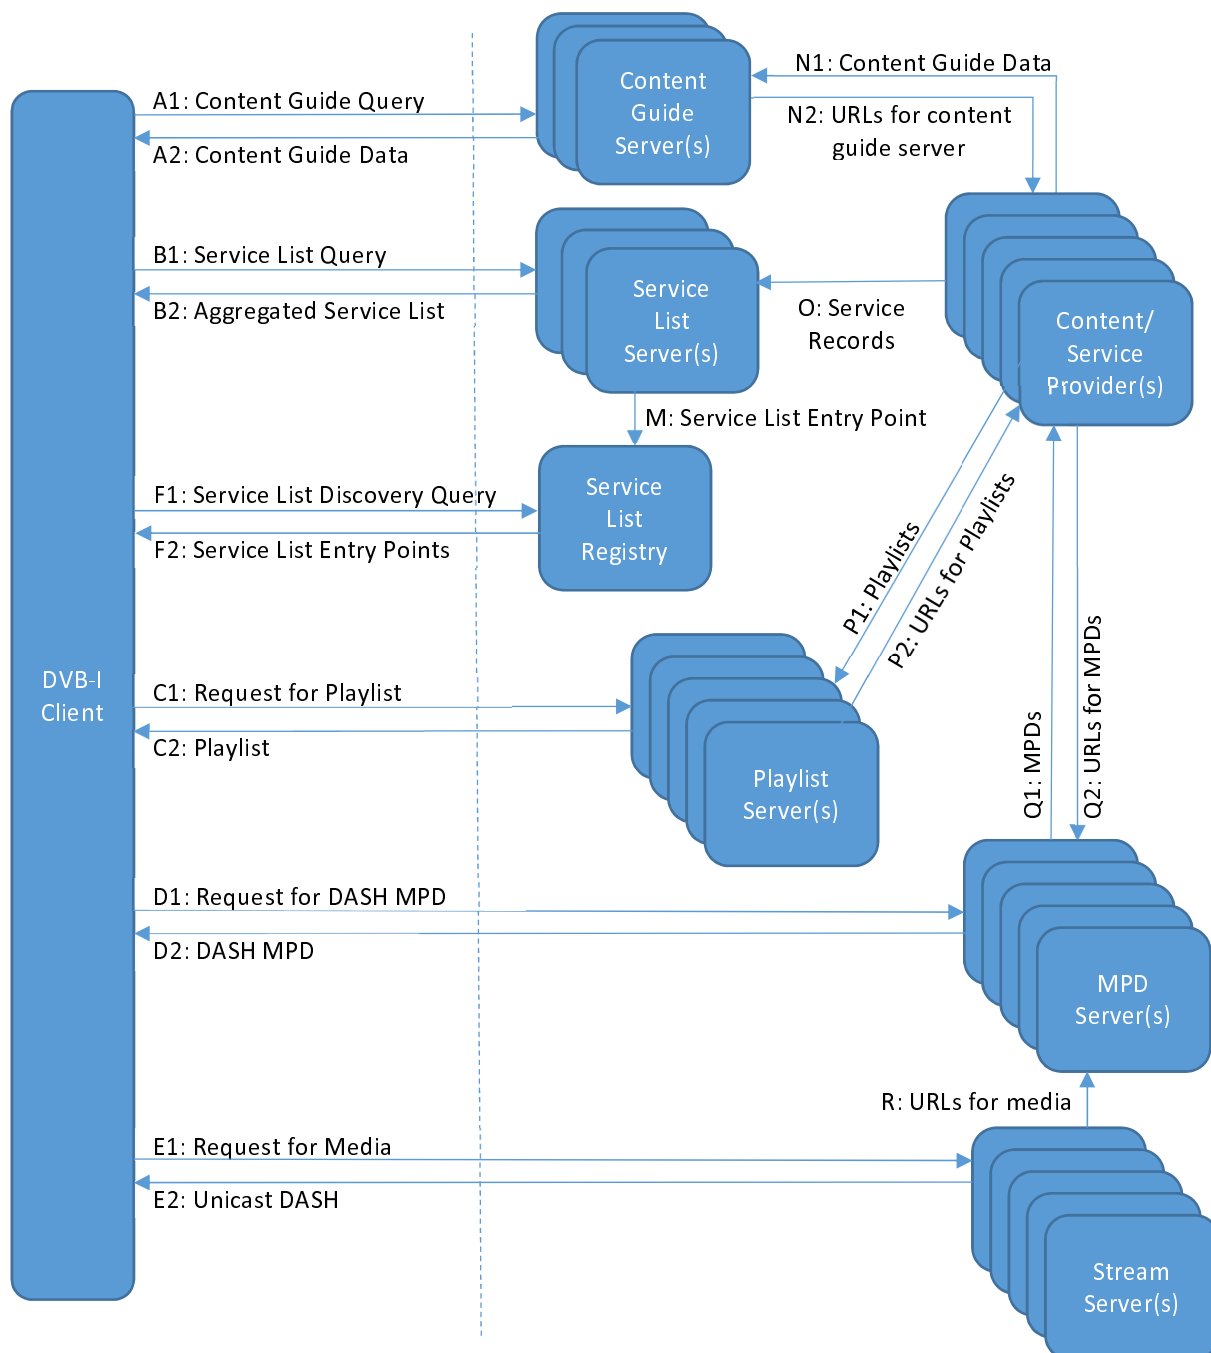 N1: Content Guide Data
Content
Guide
Server(s)
A1: Content Guide Query
N2: URLs for content
guide server
A2: Content Guide Data
B1: Service List Query
Service
List
Server(s)
B2: Aggregated Service List
O: Service
Records
Content/
Service
Provider(s)
M: Service List Entry Point
F1: Service List Discovery Query
Service
List
Registry
F2: Service List Entry Points
P1: Playlists
P2: URLs for Playlists
DVB-I
Client
C1: Request for Playlist
C2: Playlist
Playlist
Server(s)
Q1: MPDs
Q2: URLs for MPDs
D1: Request for DASH MPD
D2: DASH MPD
MPD
Server(s)
R: URLs for media
E1: Request for Media
E2: Unicast DASH
Stream
Server(s)